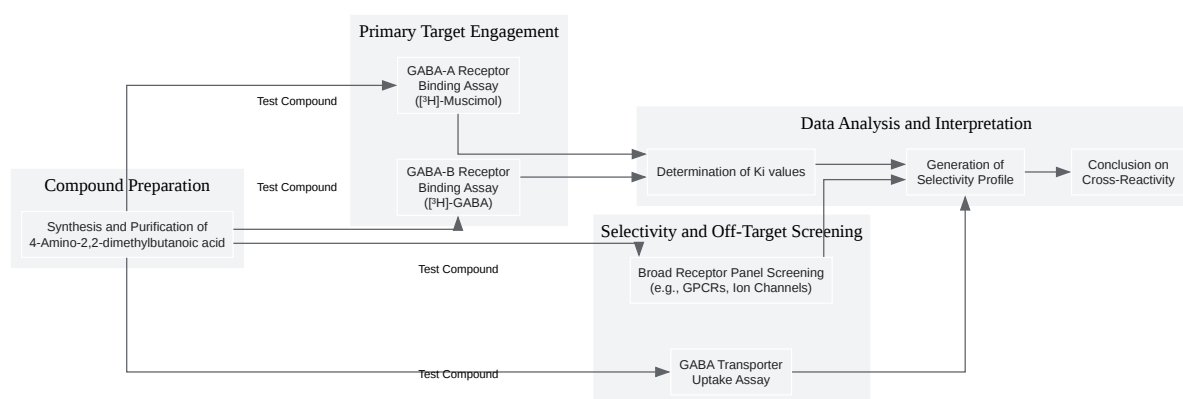 Primary Target Engagement
GABA-A Receptor
Binding Assay
([³H]-Muscimol)
Test Compound
Data Analysis and Interpretation
Determination of Ki values
Generation of
Selectivity Profile
Conclusion on
Cross-Reactivity
GABA-B Receptor
Binding Assay
([³H]-GABA)
Test Compound
Compound Preparation
Synthesis and Purification of
4-Amino-2,2-dimethylbutanoic acid
Selectivity and Off-Target Screening
Test Compound
Broad Receptor Panel Screening
(e.g., GPCRs, Ion Channels)
Test Compound
GABA Transporter
Uptake Assay